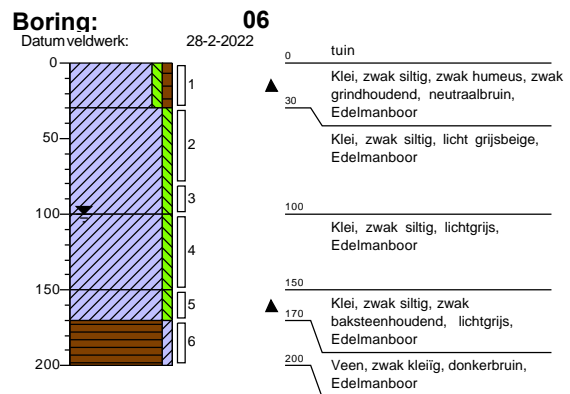 Boring: 06
Datum veldwerk: 28-2-2022
0
50
100
150
200
1
2
3
4
5
6
0
tuin
Klei, zwak siltig, zwak humeus, zwak
grindhoudend, neutraalbruin,
Edelmanboor
30
Klei, zwak siltig, licht grijsbeige,
Edelmanboor
100
Klei, zwak siltig, lichtgrijs,
Edelmanboor
150
Klei, zwak siltig, zwak
baksteenhoudend, lichtgrijs,
Edelmanboor
170
Veen, zwak kleiïg, donkerbruin,
Edelmanboor
200